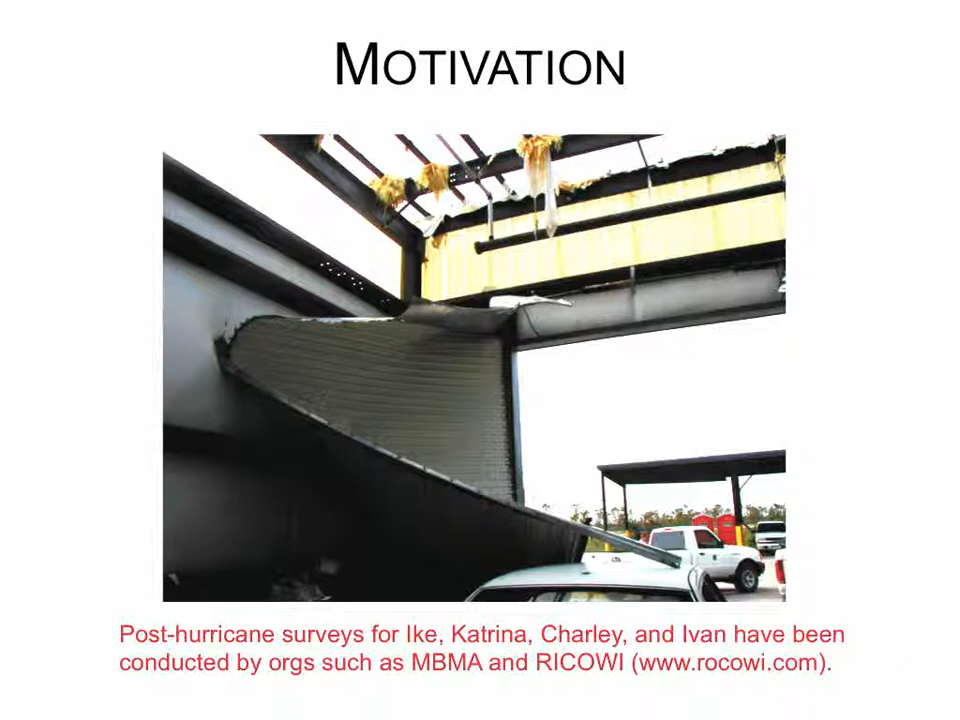 MOTIVATION
Post-hurricane surveys for Ike, Katrina, Charley, and Ivan have been
conducted by orgs such as MBMA and RICOWI (www.rocowi.com).